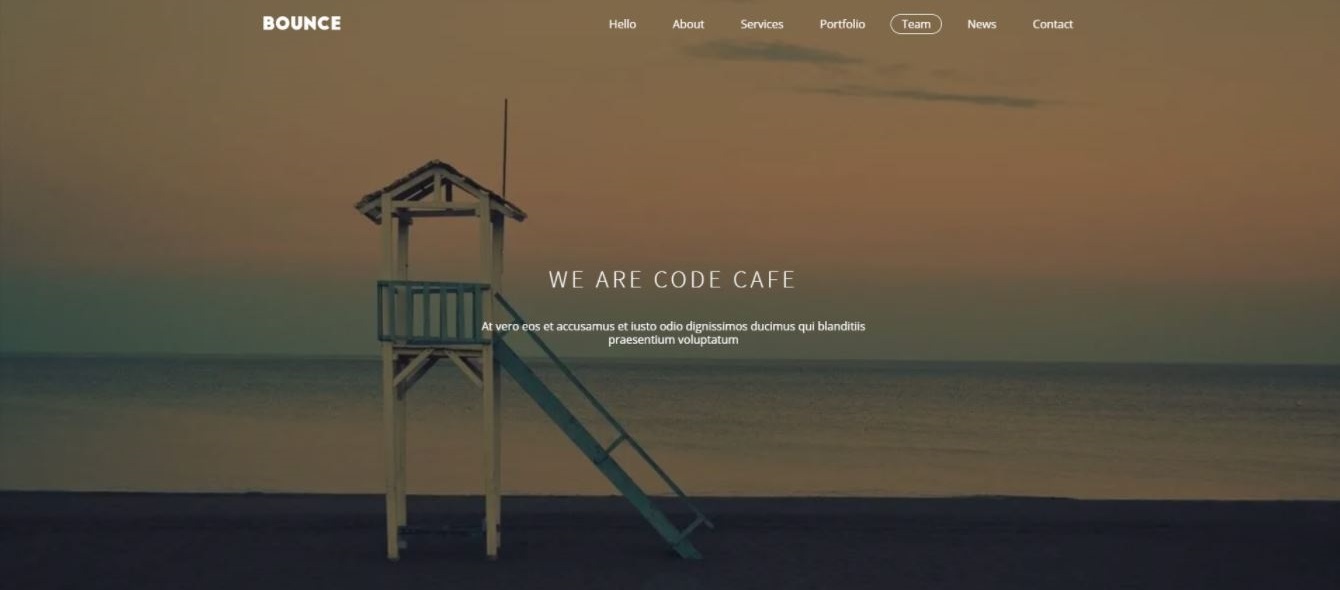 BOUNCE
Hello About Services Portfolio Team News Contact
WE ARE CODE CAFE
At vero eos et accusamus et iusto odio dignissimos ducimus qui blanditiis
praesentium voluptatum